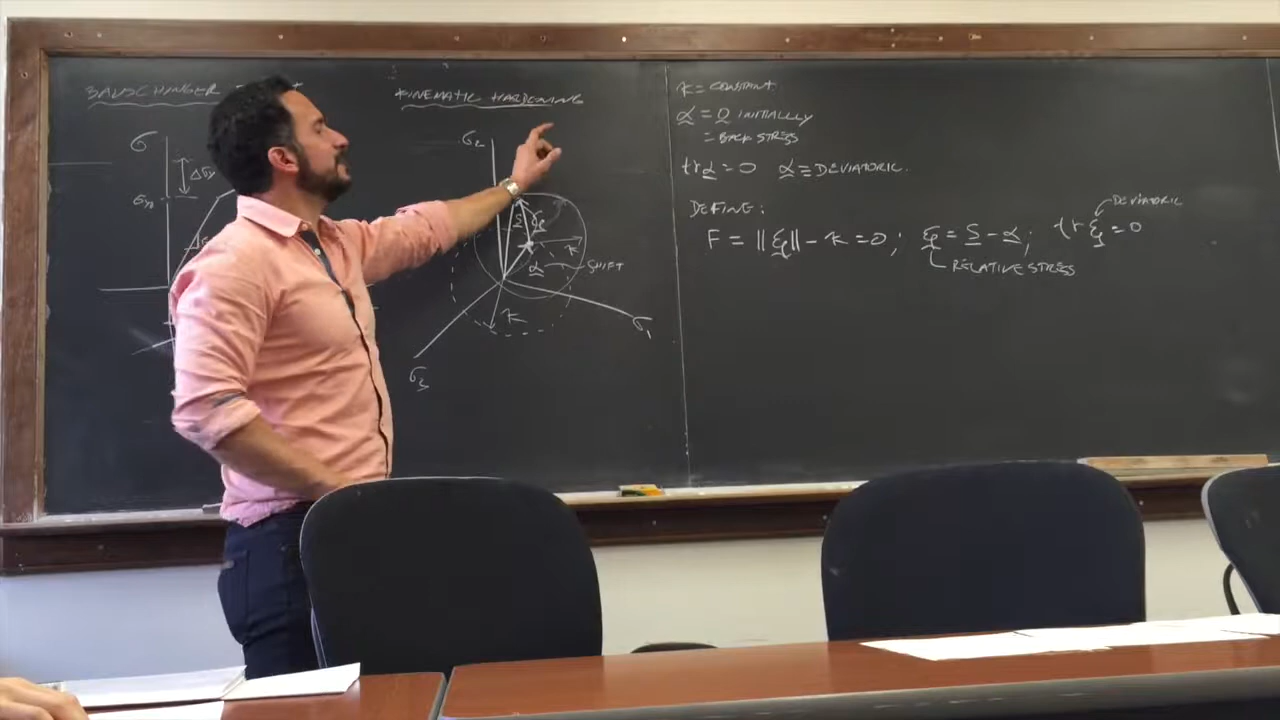 BAUSCHINGER
σ
Δσy
σy₀
KINEMATIC HARDENING
σ₂
S
ξ
κ
α
SHIFT
κ
σ₁
σ₃
κ = CONSTANT
α = 0 INITIALLY
= BACK STRESS
tr α = 0 α ≡ DEVIATORIC.
DEFINE:
DEVIATORIC
F = ||ξ|| - κ = 0; ξ = S - α; tr ξ = 0
RELATIVE STRESS